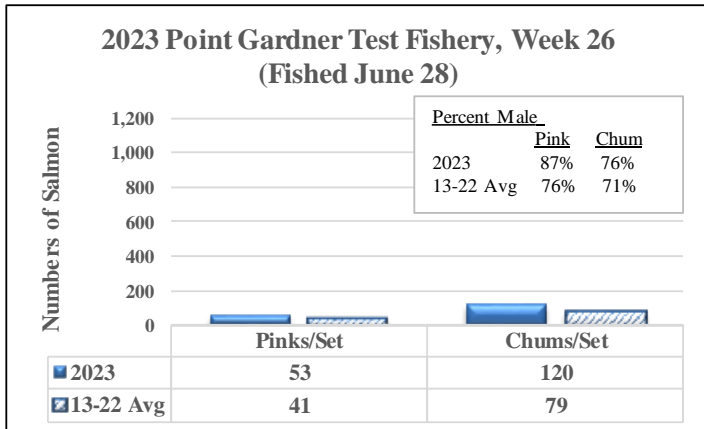 2023 Point Gardner Test Fishery, Week 26
(Fished June 28)
Numbers of Salmon
1,200
1,000
800
600
400
200
0
Percent Male
Pink Chum
2023 87% 76%
13-22 Avg 76% 71%
Pinks/Set Chums/Set
2023 53 120
13-22 Avg 41 79